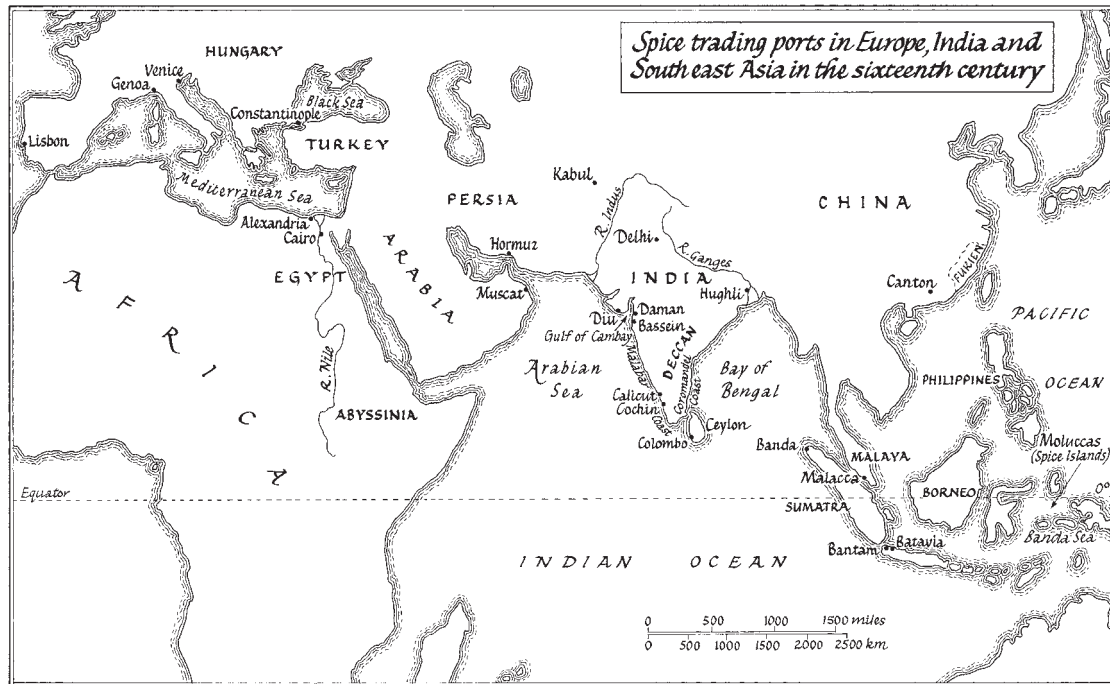 Spice trading ports in Europe, India and
South east Asia in the sixteenth century
HUNGARY
Venice
Genoa
Black Sea
Constantinople
Lisbon
TURKEY
Mediterranean Sea
Kabul
PERSIA
CHINA
R. Indus
Alexandria
Cairo
Delhi
R. Ganges
Hormuz
FUKIEN
ARABIA
EGYPT
INDIA
AFRICA
Muscat
Hughli
Canton
Diu
Daman
Bassein
Gulf of Cambay
PACIFIC
OCEAN
R. Nile
DECCAN
Malabar
Coast
Coromandel
Coast
Arabian
Sea
Bay of
Bengal
PHILIPPINES
ABYSSINIA
Calicut
Cochin
Ceylon
Colombo
Banda
MALAYA
Moluccas
(Spice Islands)
Malacca
Equator
0°
SUMATRA
BORNEO
Banda Sea
Bantam
Batavia
INDIAN OCEAN
0 500 1000 1500 miles
0 500 1000 1500 2000 2500 km